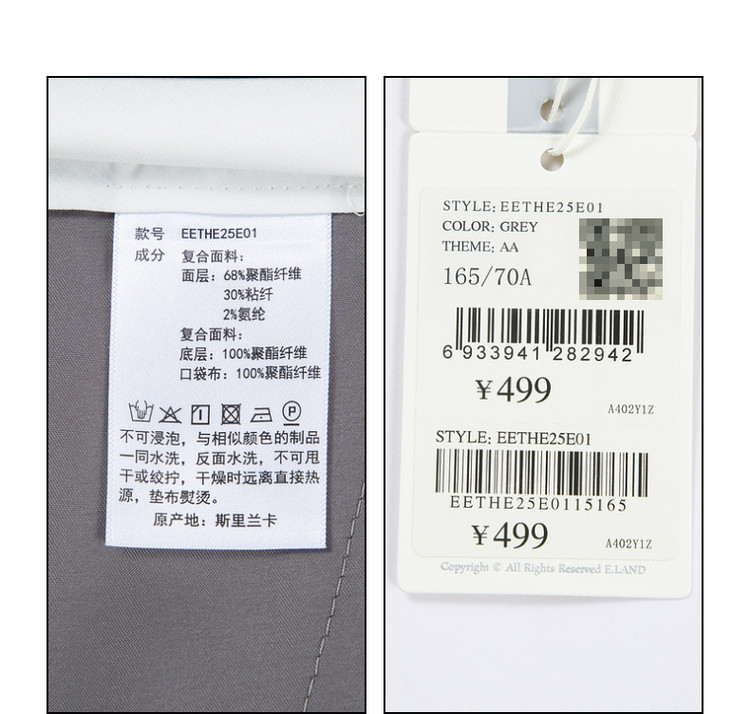 款号 EETHE25E01
成分 复合面料:
面层: 68%聚酯纤维
30%粘纤
2%氨纶
复合面料:
底层: 100%聚酯纤维
口袋布: 100%聚酯纤维
P
不可浸泡, 与相似颜色的制品
一同水洗, 反面水洗, 不可甩
干或绞拧, 干燥时远离直接热
源, 垫布熨烫。
原产地: 斯里兰卡
STYLE: EETHE25E01
COLOR: GREY
THEME: AA
165/70A
6 933941 282942
¥499
A402Y1Z
STYLE: EETHE25E01
EETHE25E0115165
¥499
A402Y1Z
Copyright © All Rights Reserved E.LAND